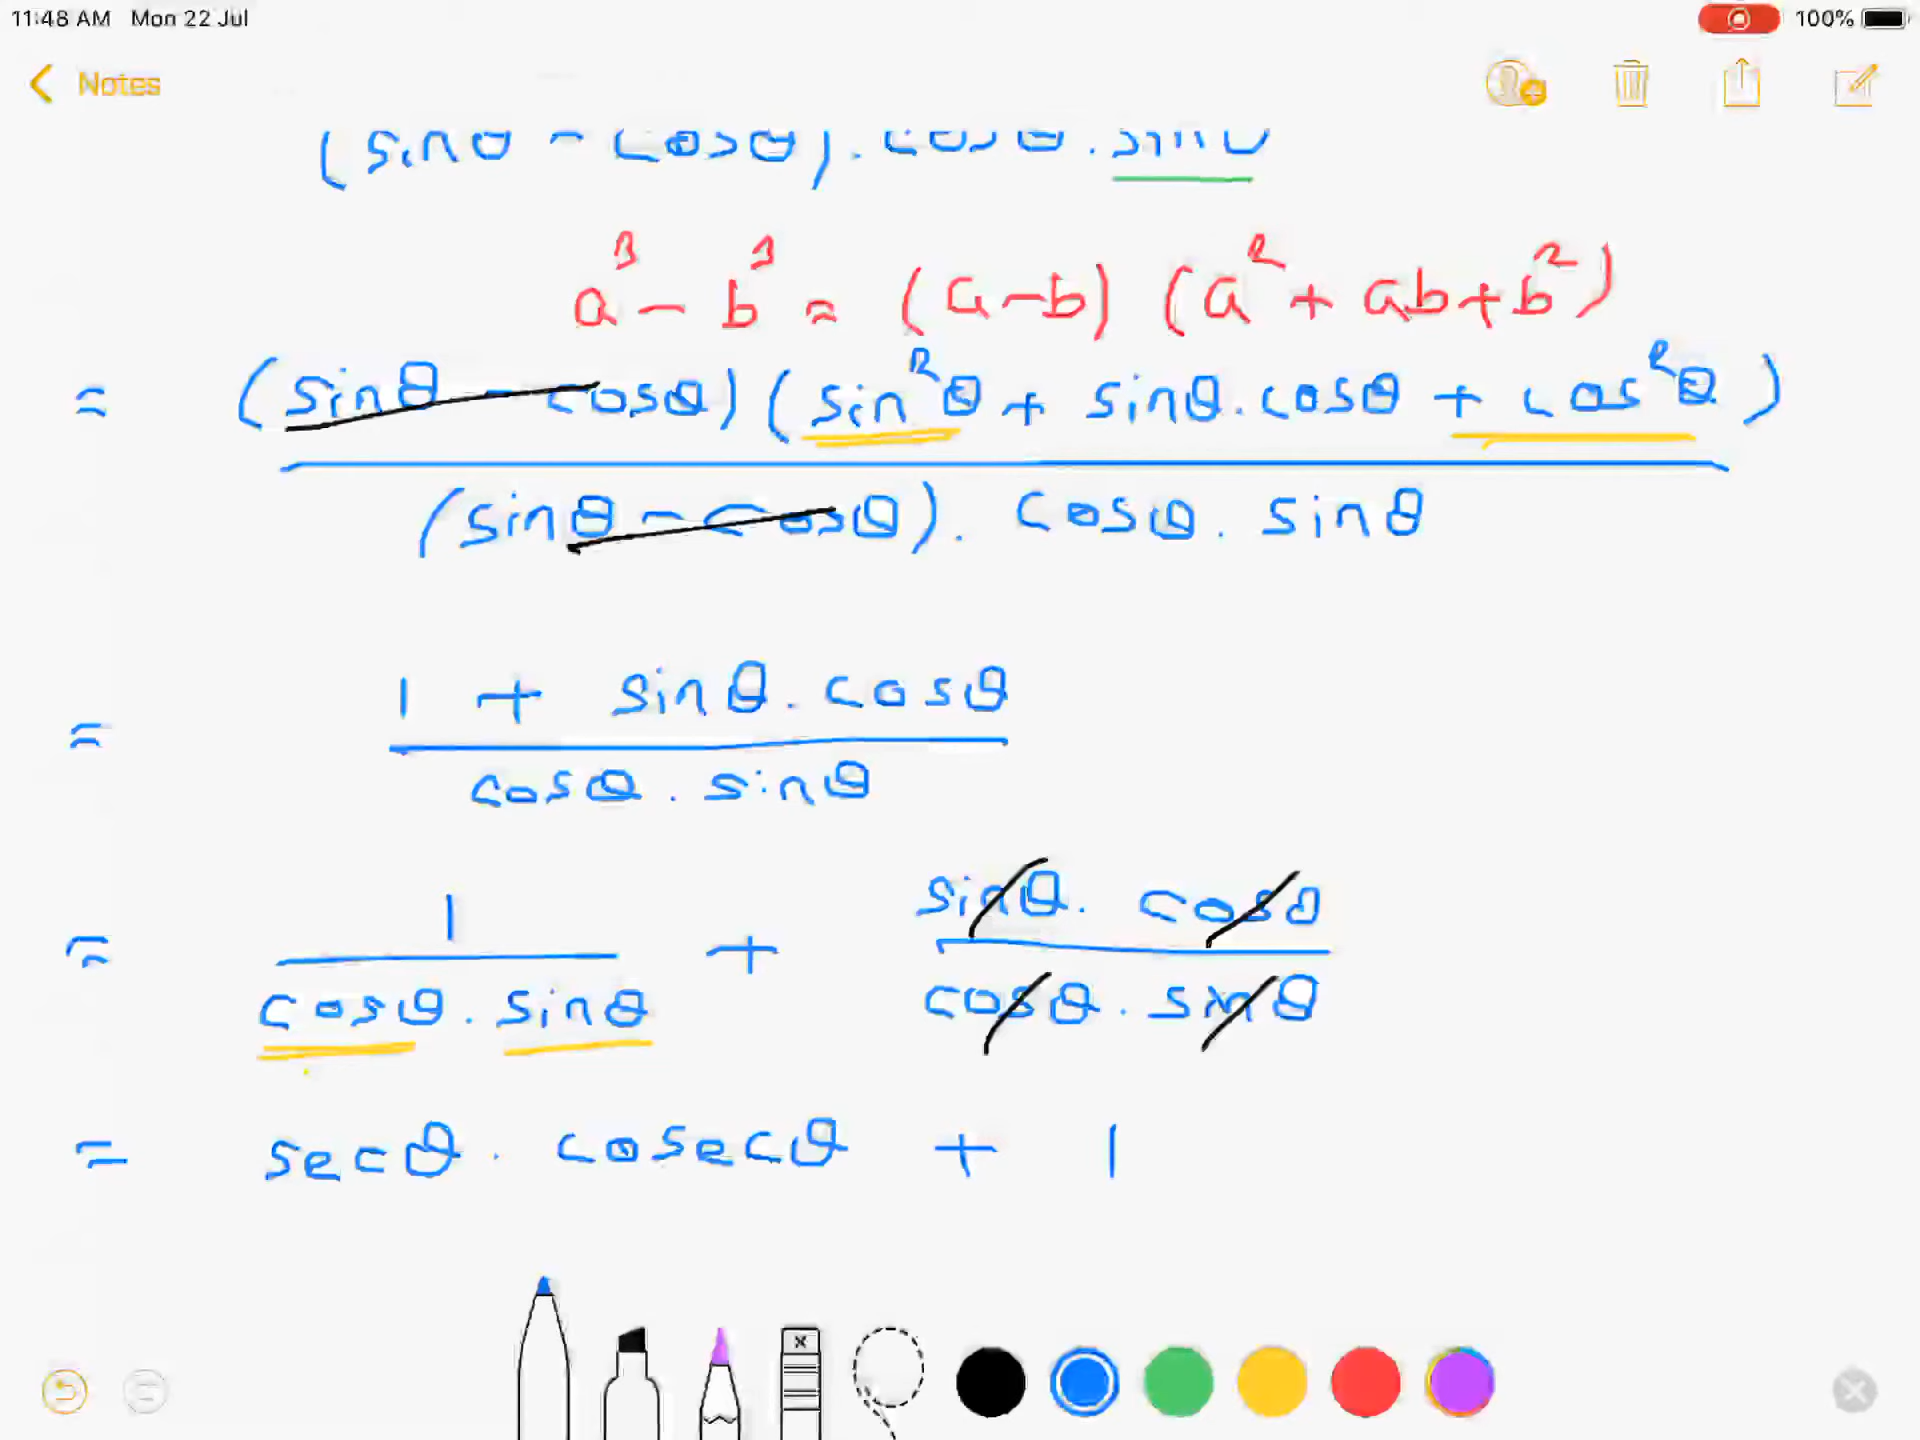 11:48 AM Mon 22 Jul 100%
Notes
(sinθ - cosθ). cosθ. sinθ
a³ - b³ = (a-b) (a² + ab + b²)
= (sinθ - cosθ) (sin²θ + sinθ.cosθ + cos²θ)
(sinθ - cosθ). cosθ. sinθ
1 + sinθ. cosθ
=
cosθ. sinθ
1 sinθ. cosθ
= +
cosθ. sinθ cosθ. sinθ
= secθ. cosecθ + 1